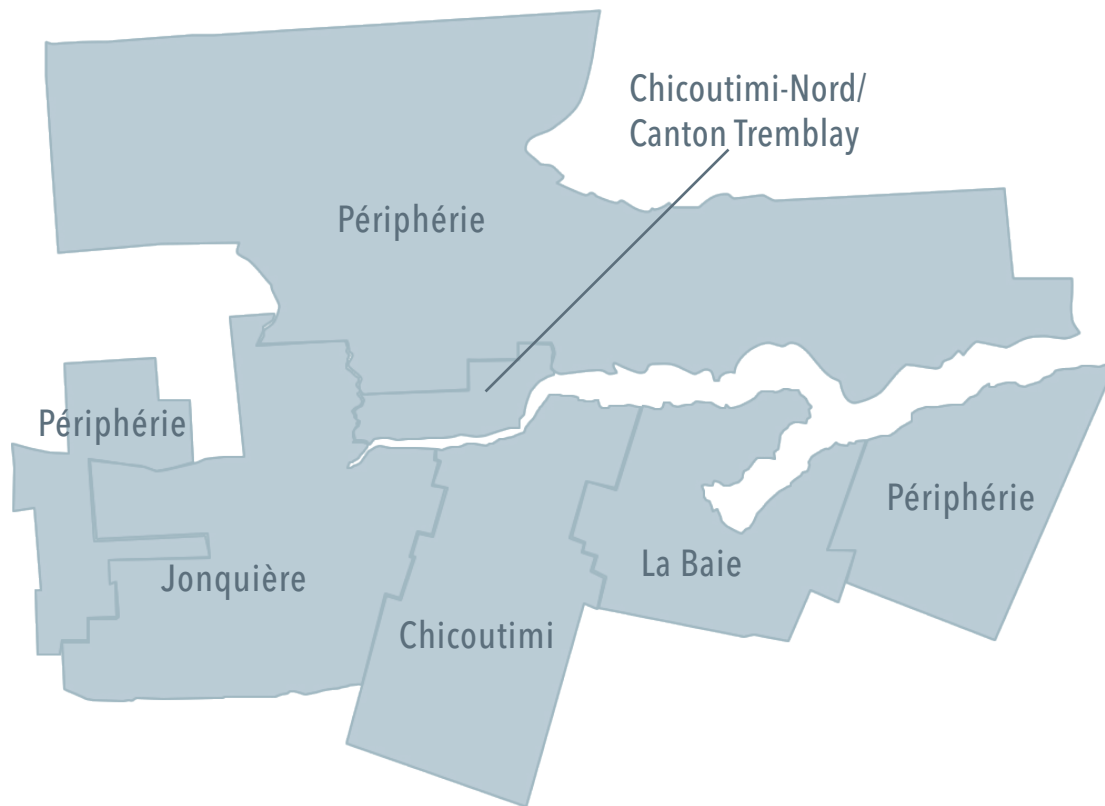 Chicoutimi-Nord/
Canton Tremblay
Périphérie
Périphérie
Périphérie
La Baie
Jonquière
Chicoutimi